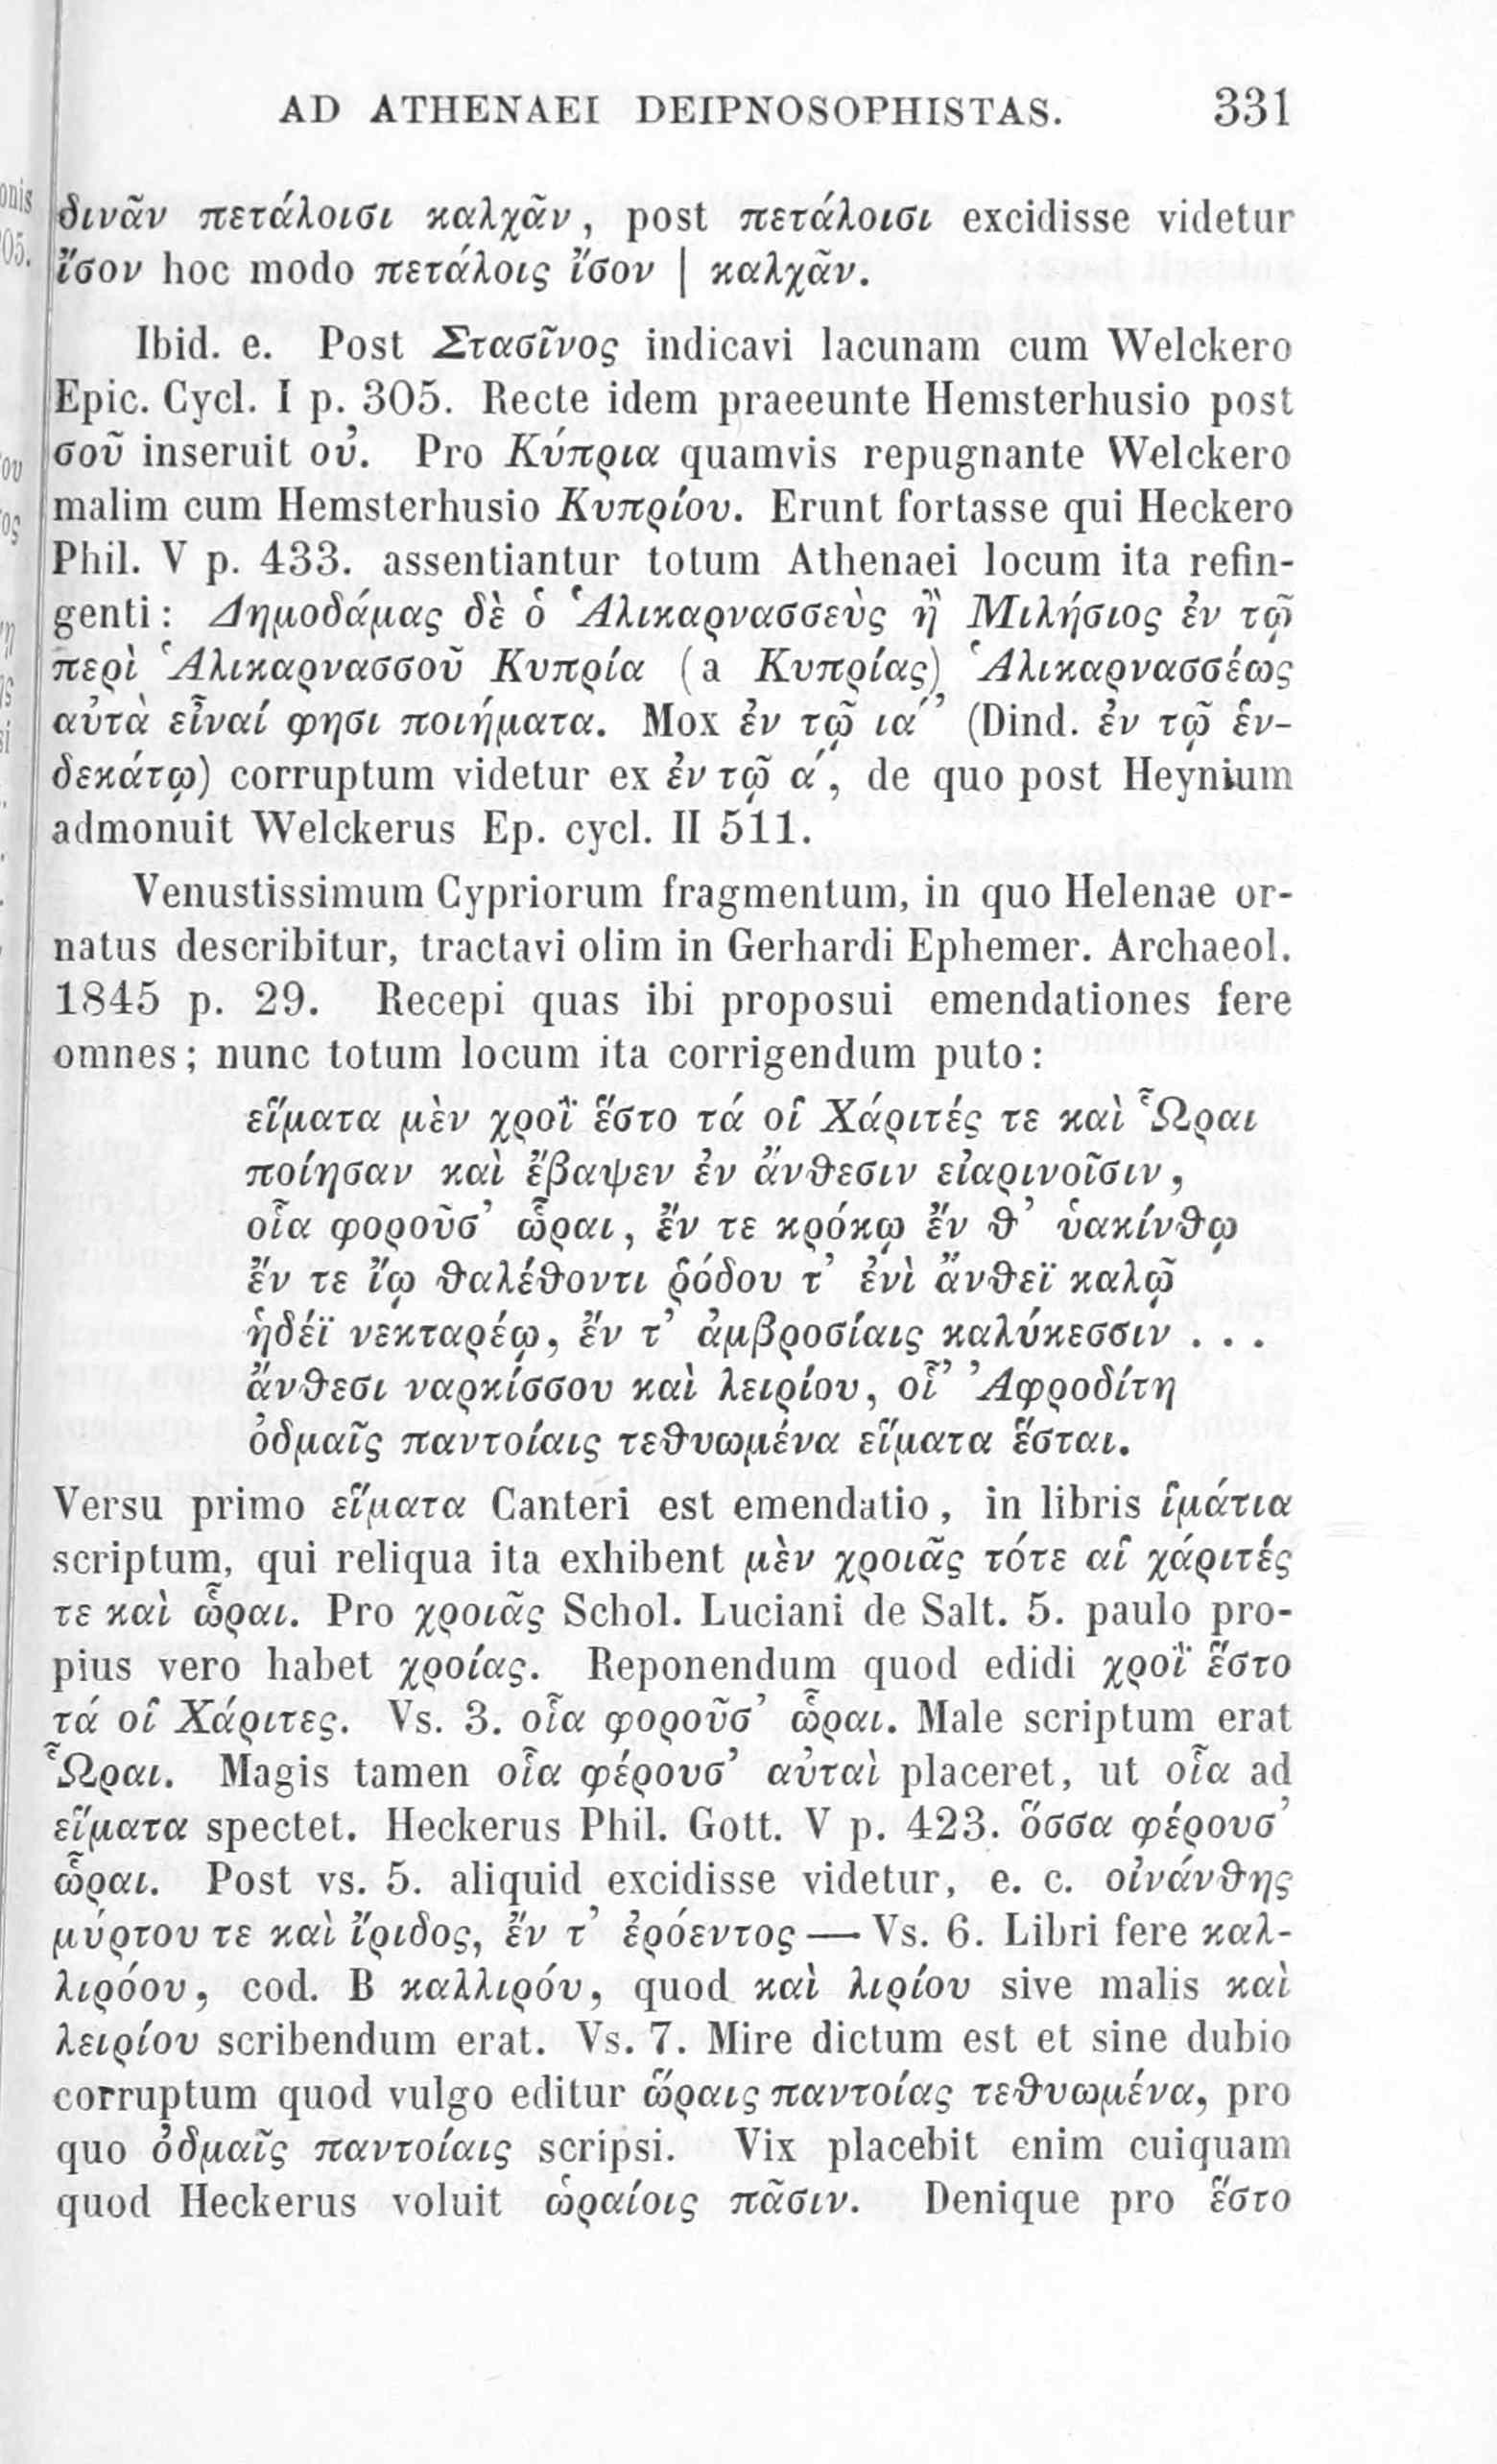 AD ATHENAEI DEIPNOSOPHISTAS. 331
δινᾶν πετάλοισι καλχᾶν, post πετάλοισι excidisse videtur
ἴσον hoc modo πετάλοις ἴσον | καλχᾶν.
Ibid. e. Post Στασῖνος indicavi lacunam cum Welckero
Epic. Cycl. I p. 305. Recte idem praeeunte Hemsterhusio post
σοῦ inseruit οὐ. Pro Κύπρια quamvis repugnante Welckero
malim cum Hemsterhusio Κυπρίου. Erunt fortasse qui Heckero
Phil. V p. 433. assentiantur totum Athenaei locum ita refin-
genti: Δημοδάμας δὲ ὁ Ἁλικαρνασσεὺς ἢ Μιλήσιος ἐν τῷ
περὶ Ἁλικαρνασσοῦ Κυπρία (a Κυπρίας) Ἁλικαρνασσέως
αὐτὰ εἶναί φησι ποιήματα. Mox ἐν τῷ ια´ (Dind. ἐν τῷ ἑν-
δεκάτῳ) corruptum videtur ex ἐν τῷ α´, de quo post Heynium
admonuit Welckerus Ep. cycl. II 511.
Venustissimum Cypriorum fragmentum, in quo Helenae or-
natus describitur, tractavi olim in Gerhardi Ephemer. Archaeol.
1845 p. 29. Recepi quas ibi proposui emendationes fere
omnes; nunc totum locum ita corrigendum puto:
εἵματα μὲν χροῒ ἕστο τά οἱ Χάριτές τε καὶ Ὧραι
ποίησαν καὶ ἔβαψεν ἐν ἄνθεσιν εἰαρινοῖσιν,
οἷα φοροῦσ’ ὧραι, ἔν τε κρόκῳ ἔν θ’ ὑακίνθῳ
ἔν τε ἴῳ θαλέθοντι ῥόδου τ’ ἐνὶ ἄνθεϊ καλῷ
ἡδέϊ νεκταρέῳ, ἔν τ’ ἀμβροσίαις καλύκεσσιν . . .
ἄνθεσι ναρκίσσου καὶ λειρίου, οἷ’ Ἀφροδίτη
ὀδμαῖς παντοίαις τεθυωμένα εἵματα ἕσται.
Versu primo εἵματα Canteri est emendatio, in libris ἱμάτια
scriptum, qui reliqua ita exhibent μὲν χροιᾶς τότε αἱ χάριτές
τε καὶ ὧραι. Pro χροιᾶς Schol. Luciani de Salt. 5. paulo pro-
pius vero habet χροίας. Reponendum quod edidi χροῒ ἕστο
τά οἱ Χάριτες. Vs. 3. οἷα φοροῦσ’ ὧραι. Male scriptum erat
Ὧραι. Magis tamen οἷα φέρουσ’ αὐταὶ placeret, ut οἷα ad
εἵματα spectet. Heckerus Phil. Gott. V p. 423. ὅσσα φέρουσ’
ὧραι. Post vs. 5. aliquid excidisse videtur, e. c. οἰνάνθης
μύρτου τε καὶ ἴριδος, ἔν τ’ ἐρόεντος — Vs. 6. Libri fere καλ-
λιρόου, cod. B καλλιρόν, quod καὶ λιρίου sive malis καὶ
λειρίου scribendum erat. Vs. 7. Mire dictum est et sine dubio
corruptum quod vulgo editur ὥραις παντοίας τεθυωμένα, pro
quo ὀδμαῖς παντοίαις scripsi. Vix placebit enim cuiquam
quod Heckerus voluit ὡραίοις πᾶσιν. Denique pro ἕστο